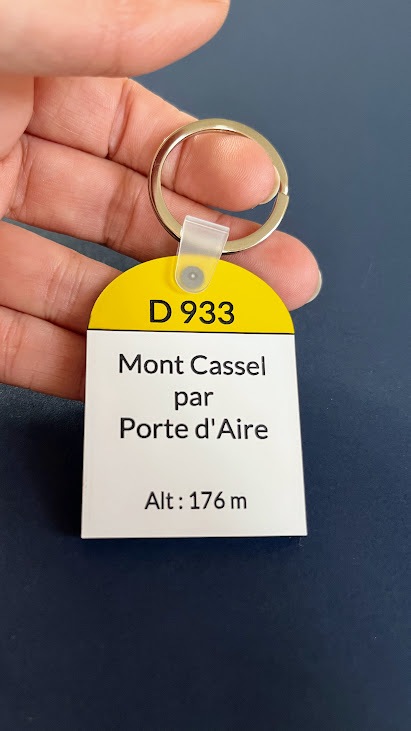 D 933
Mont Cassel
par
Porte d'Aire
Alt : 176 m